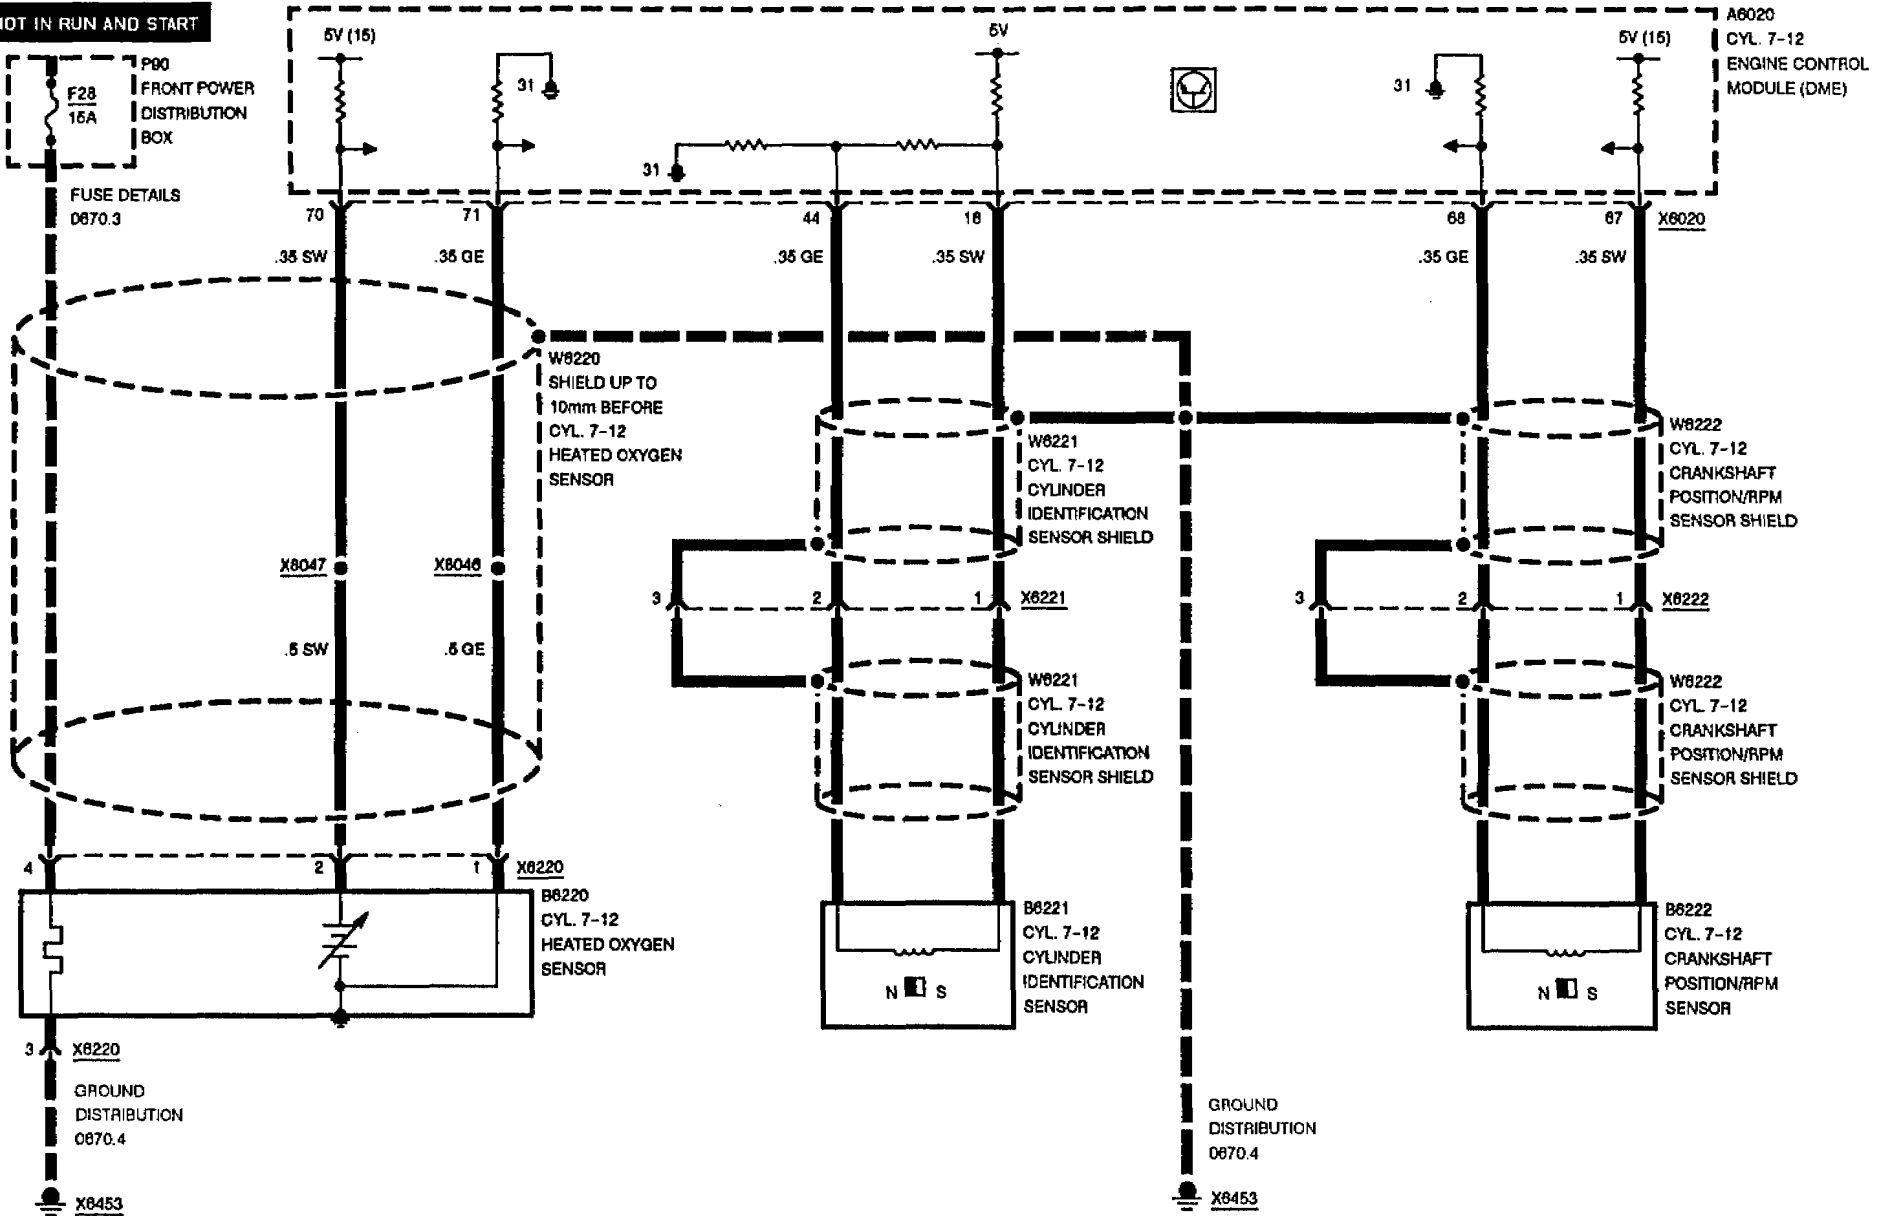 HOT IN RUN AND START
P90
FRONT POWER
DISTRIBUTION
BOX
F28
15A
FUSE DETAILS
0670.3
5V (15)
31
5V
31
31
5V (15)
A6020
CYL. 7-12
ENGINE CONTROL
MODULE (DME)
70
71
44
16
68
67
X6020
.35 SW
.35 GE
.35 GE
.35 SW
.35 GE
.35 SW
W6220
SHIELD UP TO
10mm BEFORE
CYL. 7-12
HEATED OXYGEN
SENSOR
W6221
CYL. 7-12
CYLINDER
IDENTIFICATION
SENSOR SHIELD
W6222
CYL. 7-12
CRANKSHAFT
POSITION/RPM
SENSOR SHIELD
X8047
X8046
3
2
1
X6221
3
2
1
X6222
.5 SW
.5 GE
W6221
CYL. 7-12
CYLINDER
IDENTIFICATION
SENSOR SHIELD
W6222
CYL. 7-12
CRANKSHAFT
POSITION/RPM
SENSOR SHIELD
4
2
1
X6220
B6220
CYL. 7-12
HEATED OXYGEN
SENSOR
N
S
B6221
CYL. 7-12
CYLINDER
IDENTIFICATION
SENSOR
N
S
B6222
CYL. 7-12
CRANKSHAFT
POSITION/RPM
SENSOR
3
X6220
GROUND
DISTRIBUTION
0670.4
X6453
GROUND
DISTRIBUTION
0670.4
X6453